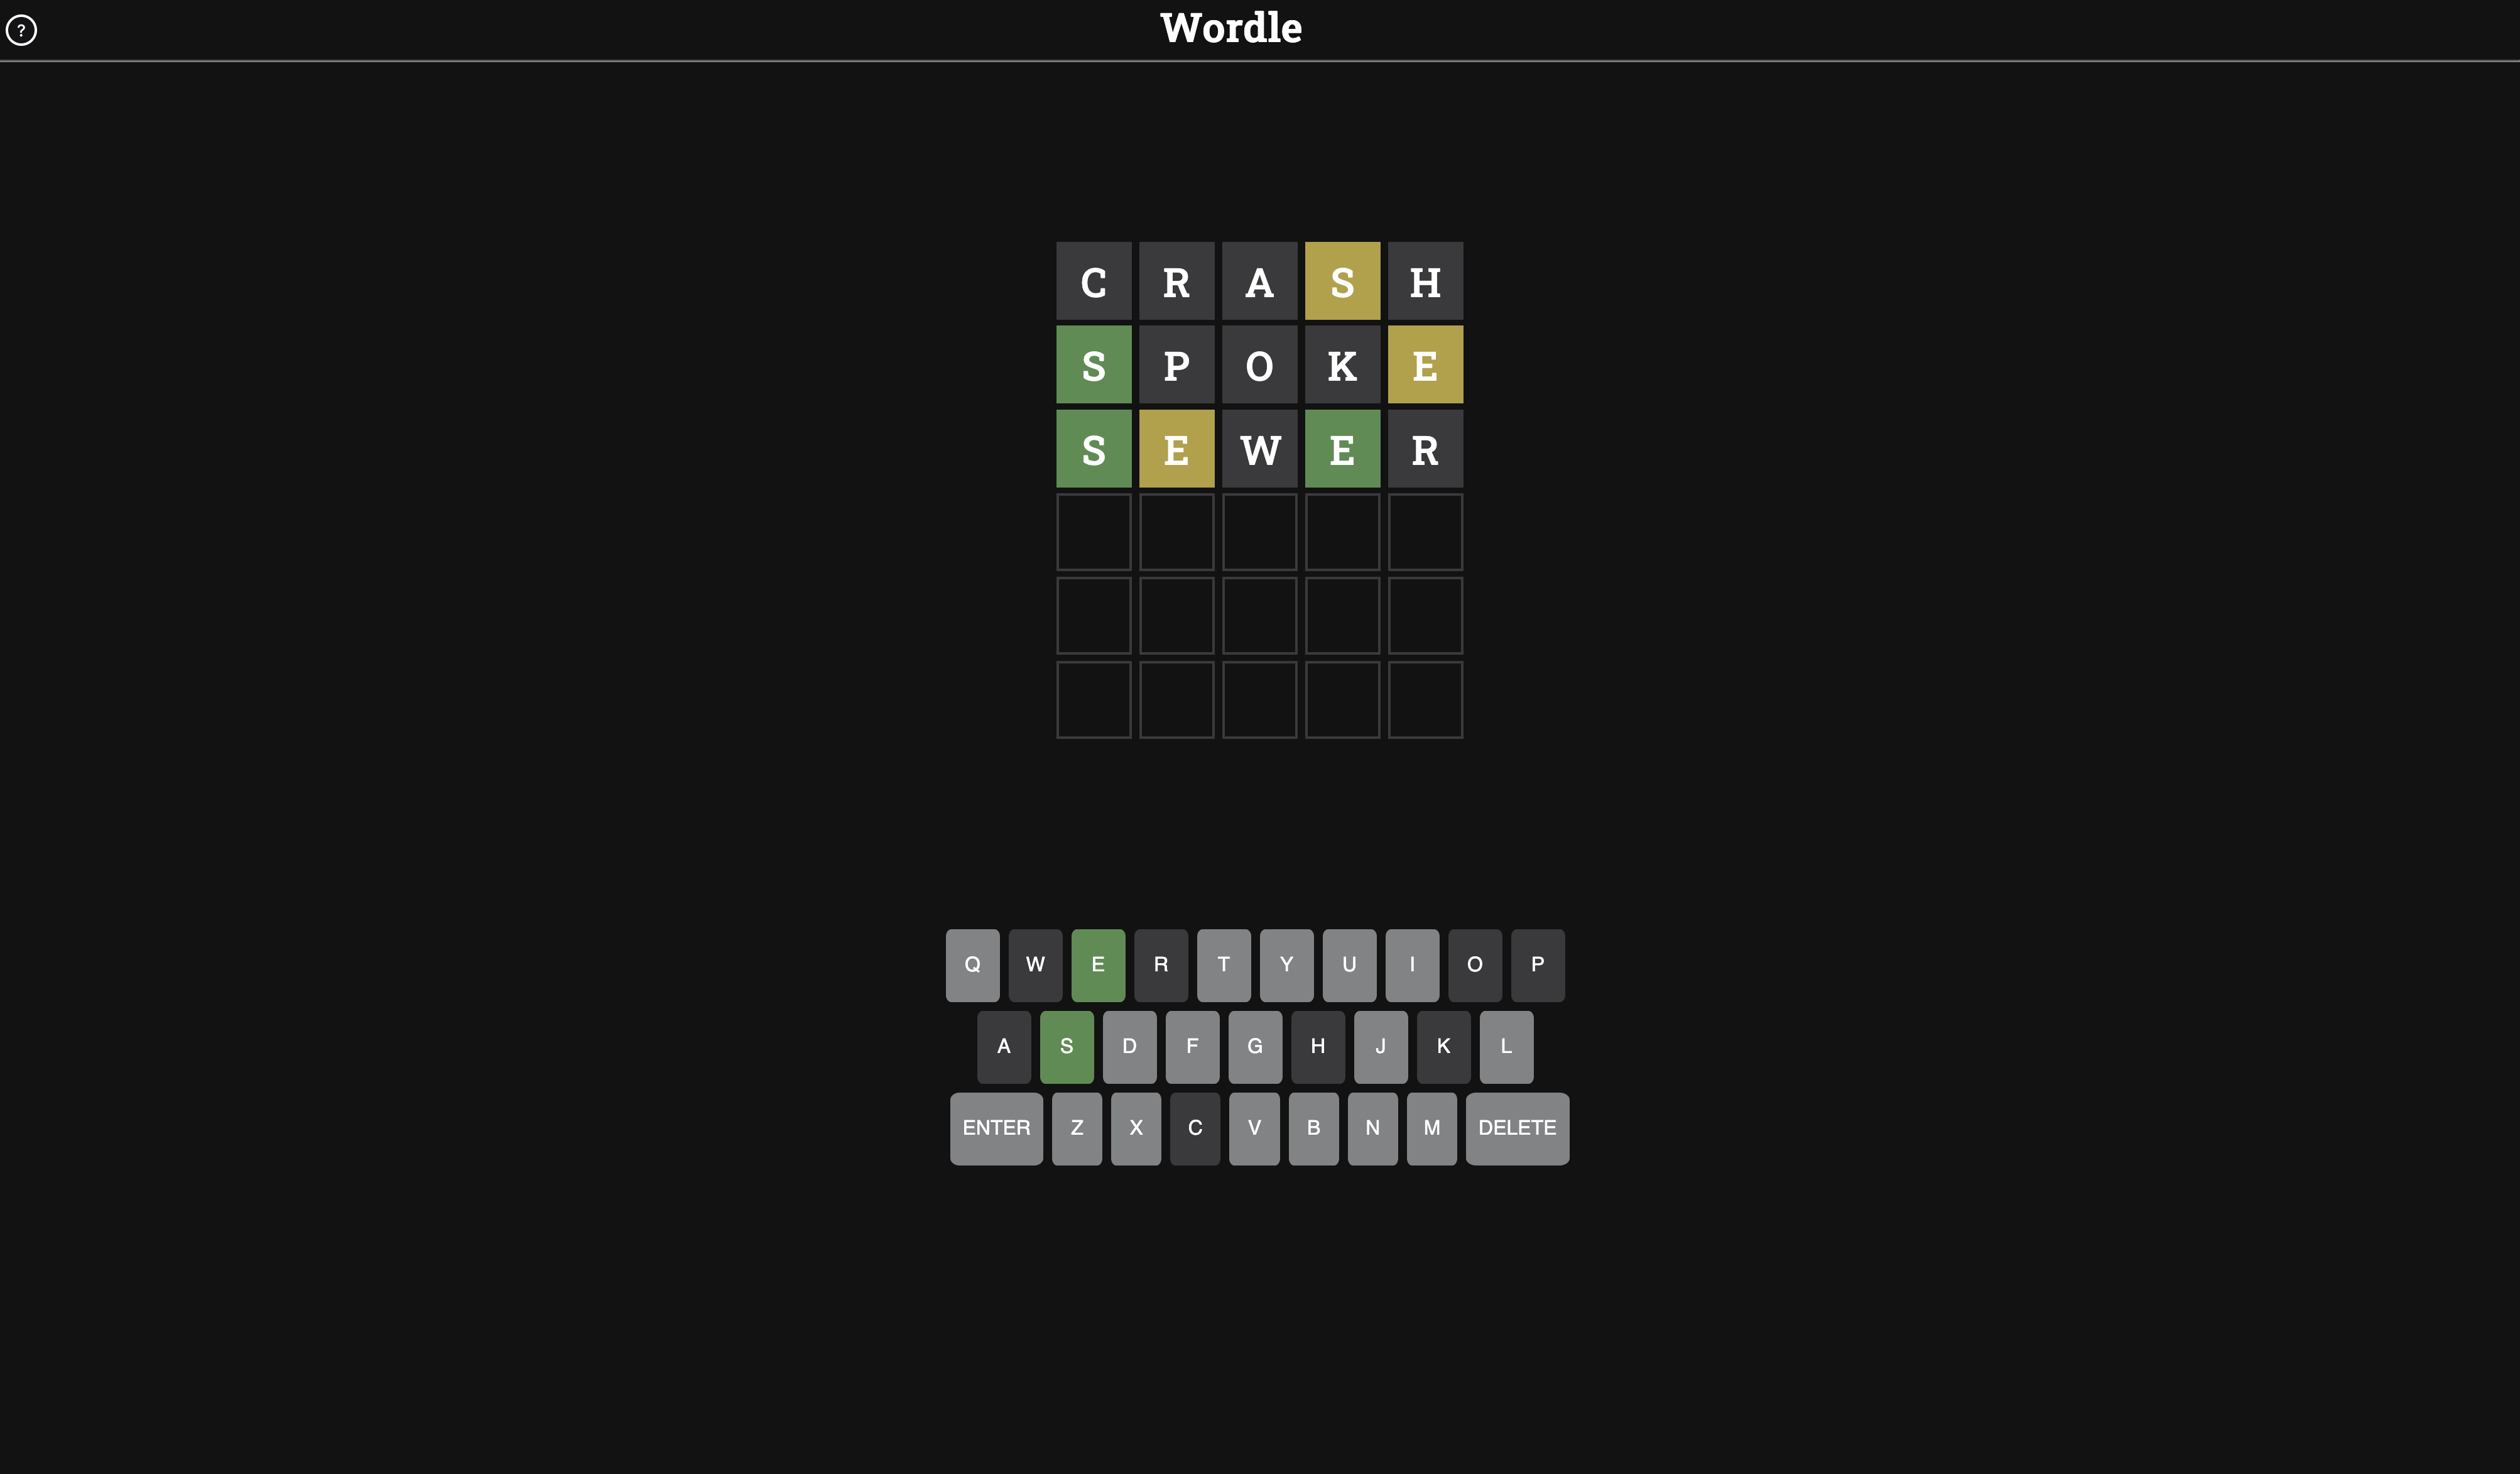 ?
Wordle
C R A S H
S P O K E
S E W E R
Q W E R T Y U I O P
A S D F G H J K L
ENTER Z X C V B N M DELETE